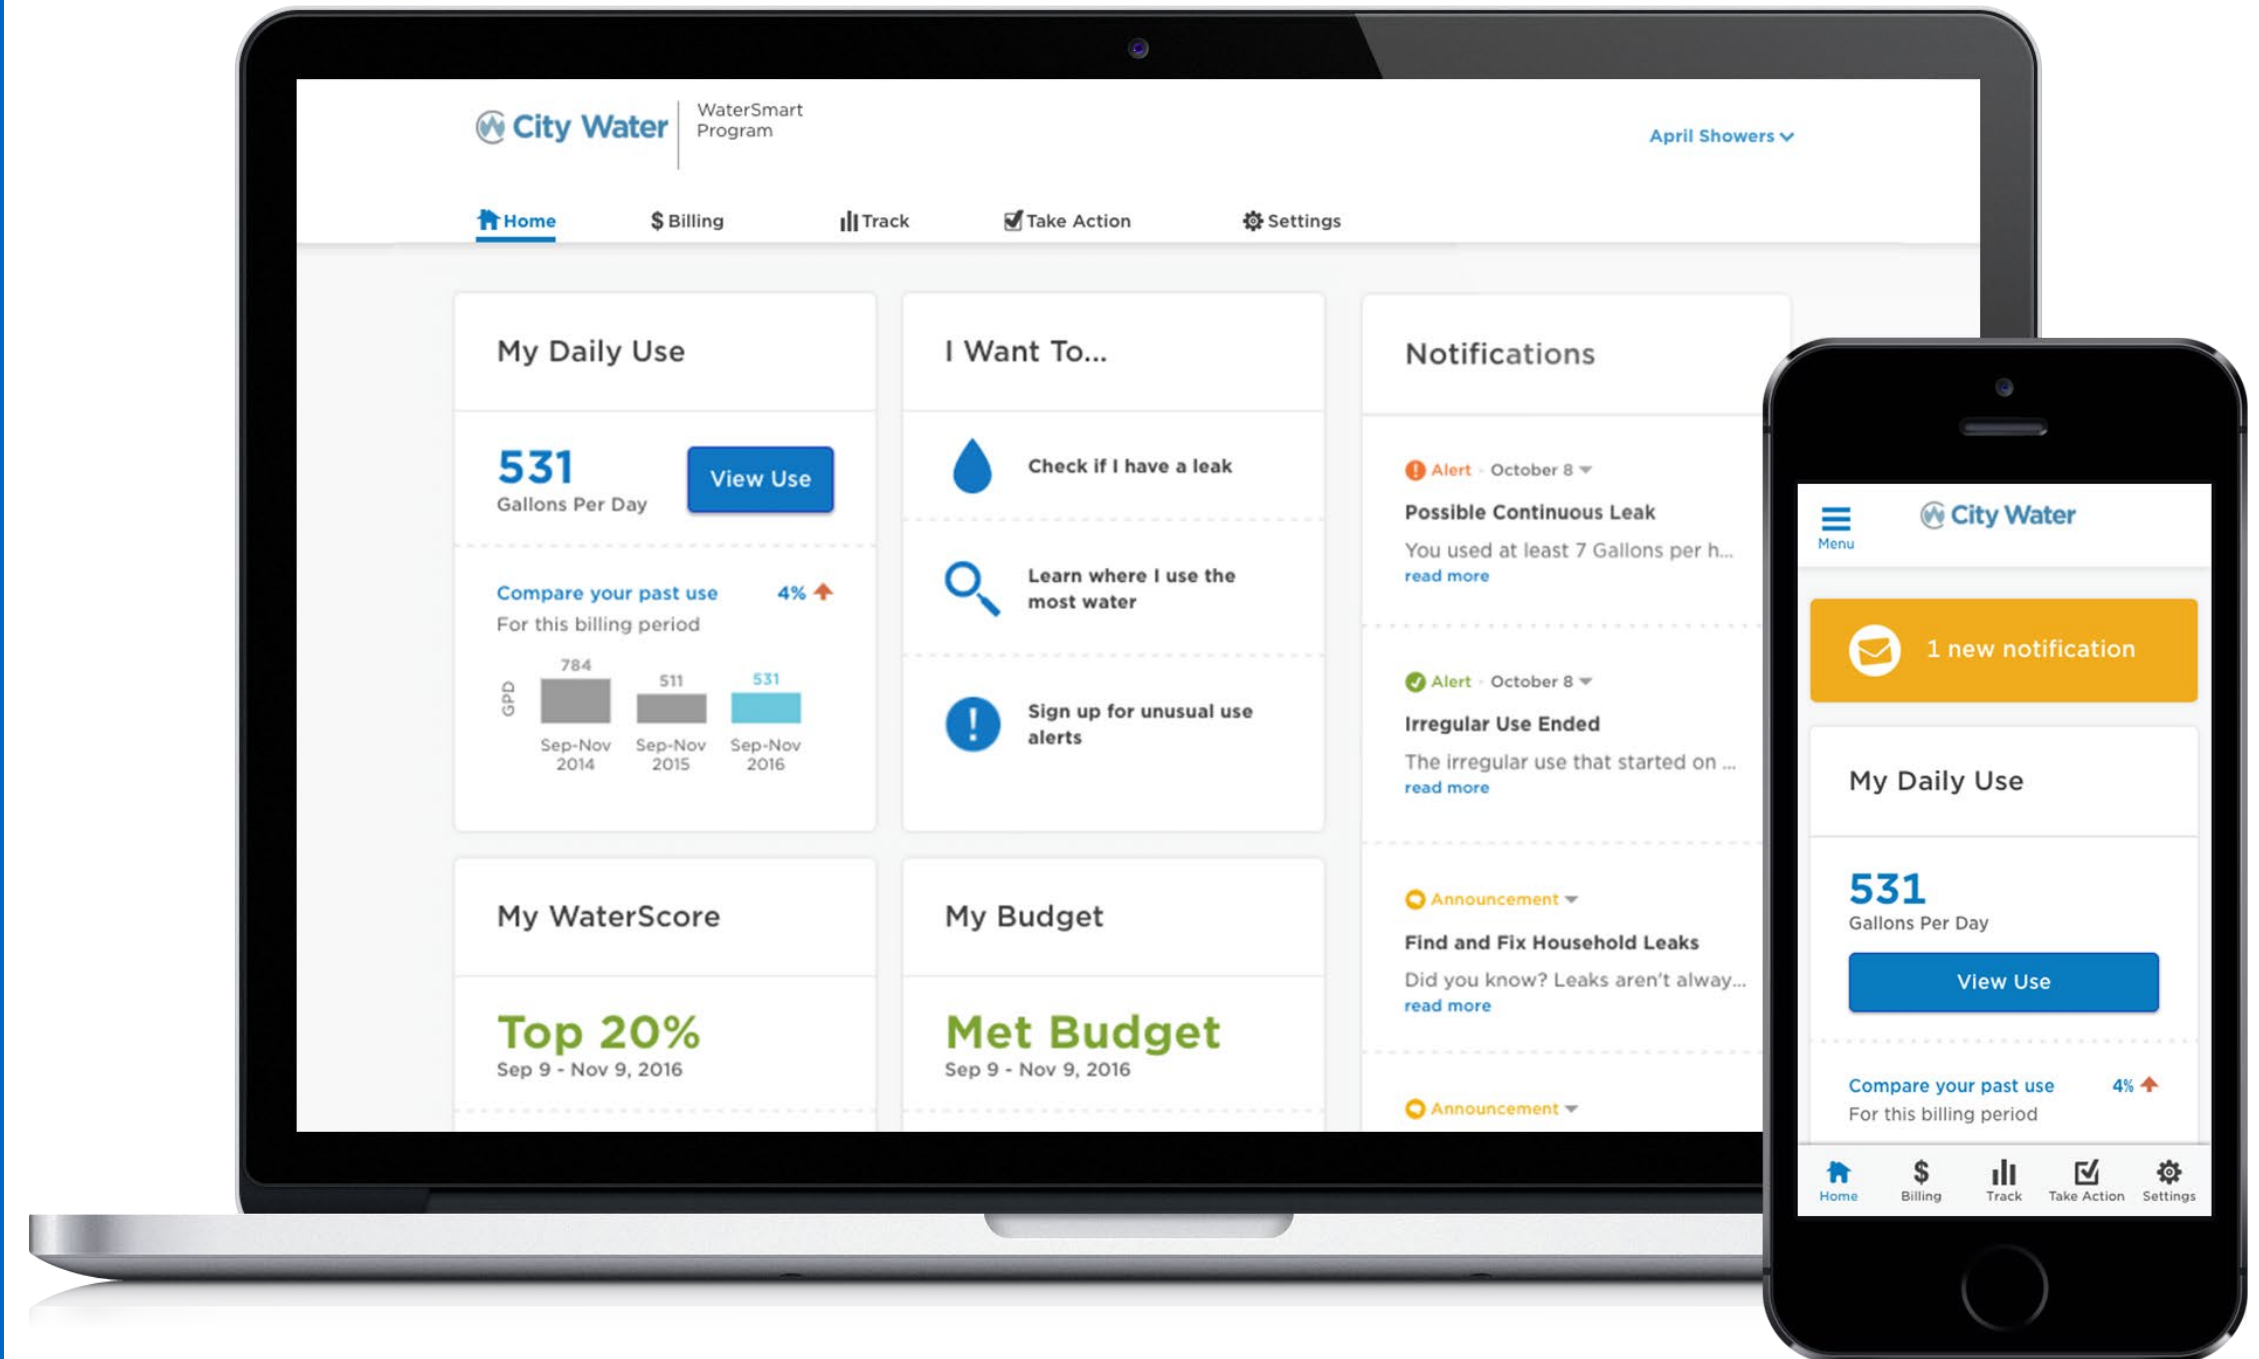 City Water
WaterSmart
Program
April Showers
Home
$ Billing
Track
Take Action
Settings
My Daily Use
531
Gallons Per Day
View Use
Compare your past use 4%
For this billing period
GPD
784 511 531
Sep-Nov Sep-Nov Sep-Nov
2014 2015 2016
I Want To...
Check if I have a leak
Learn where I use the
most water
! Sign up for unusual use
alerts
Notifications
! Alert - October 8
Possible Continuous Leak
You used at least 7 Gallons per h...
read more
Alert - October 8
Irregular Use Ended
The irregular use that started on ...
read more
Announcement
Find and Fix Household Leaks
Did you know? Leaks aren't alway...
read more
Announcement
My WaterScore
Top 20%
Sep 9 - Nov 9, 2016
My Budget
Met Budget
Sep 9 - Nov 9, 2016
Menu
City Water
1 new notification
My Daily Use
531
Gallons Per Day
View Use
Compare your past use 4%
For this billing period
$
Home Billing Track Take Action Settings